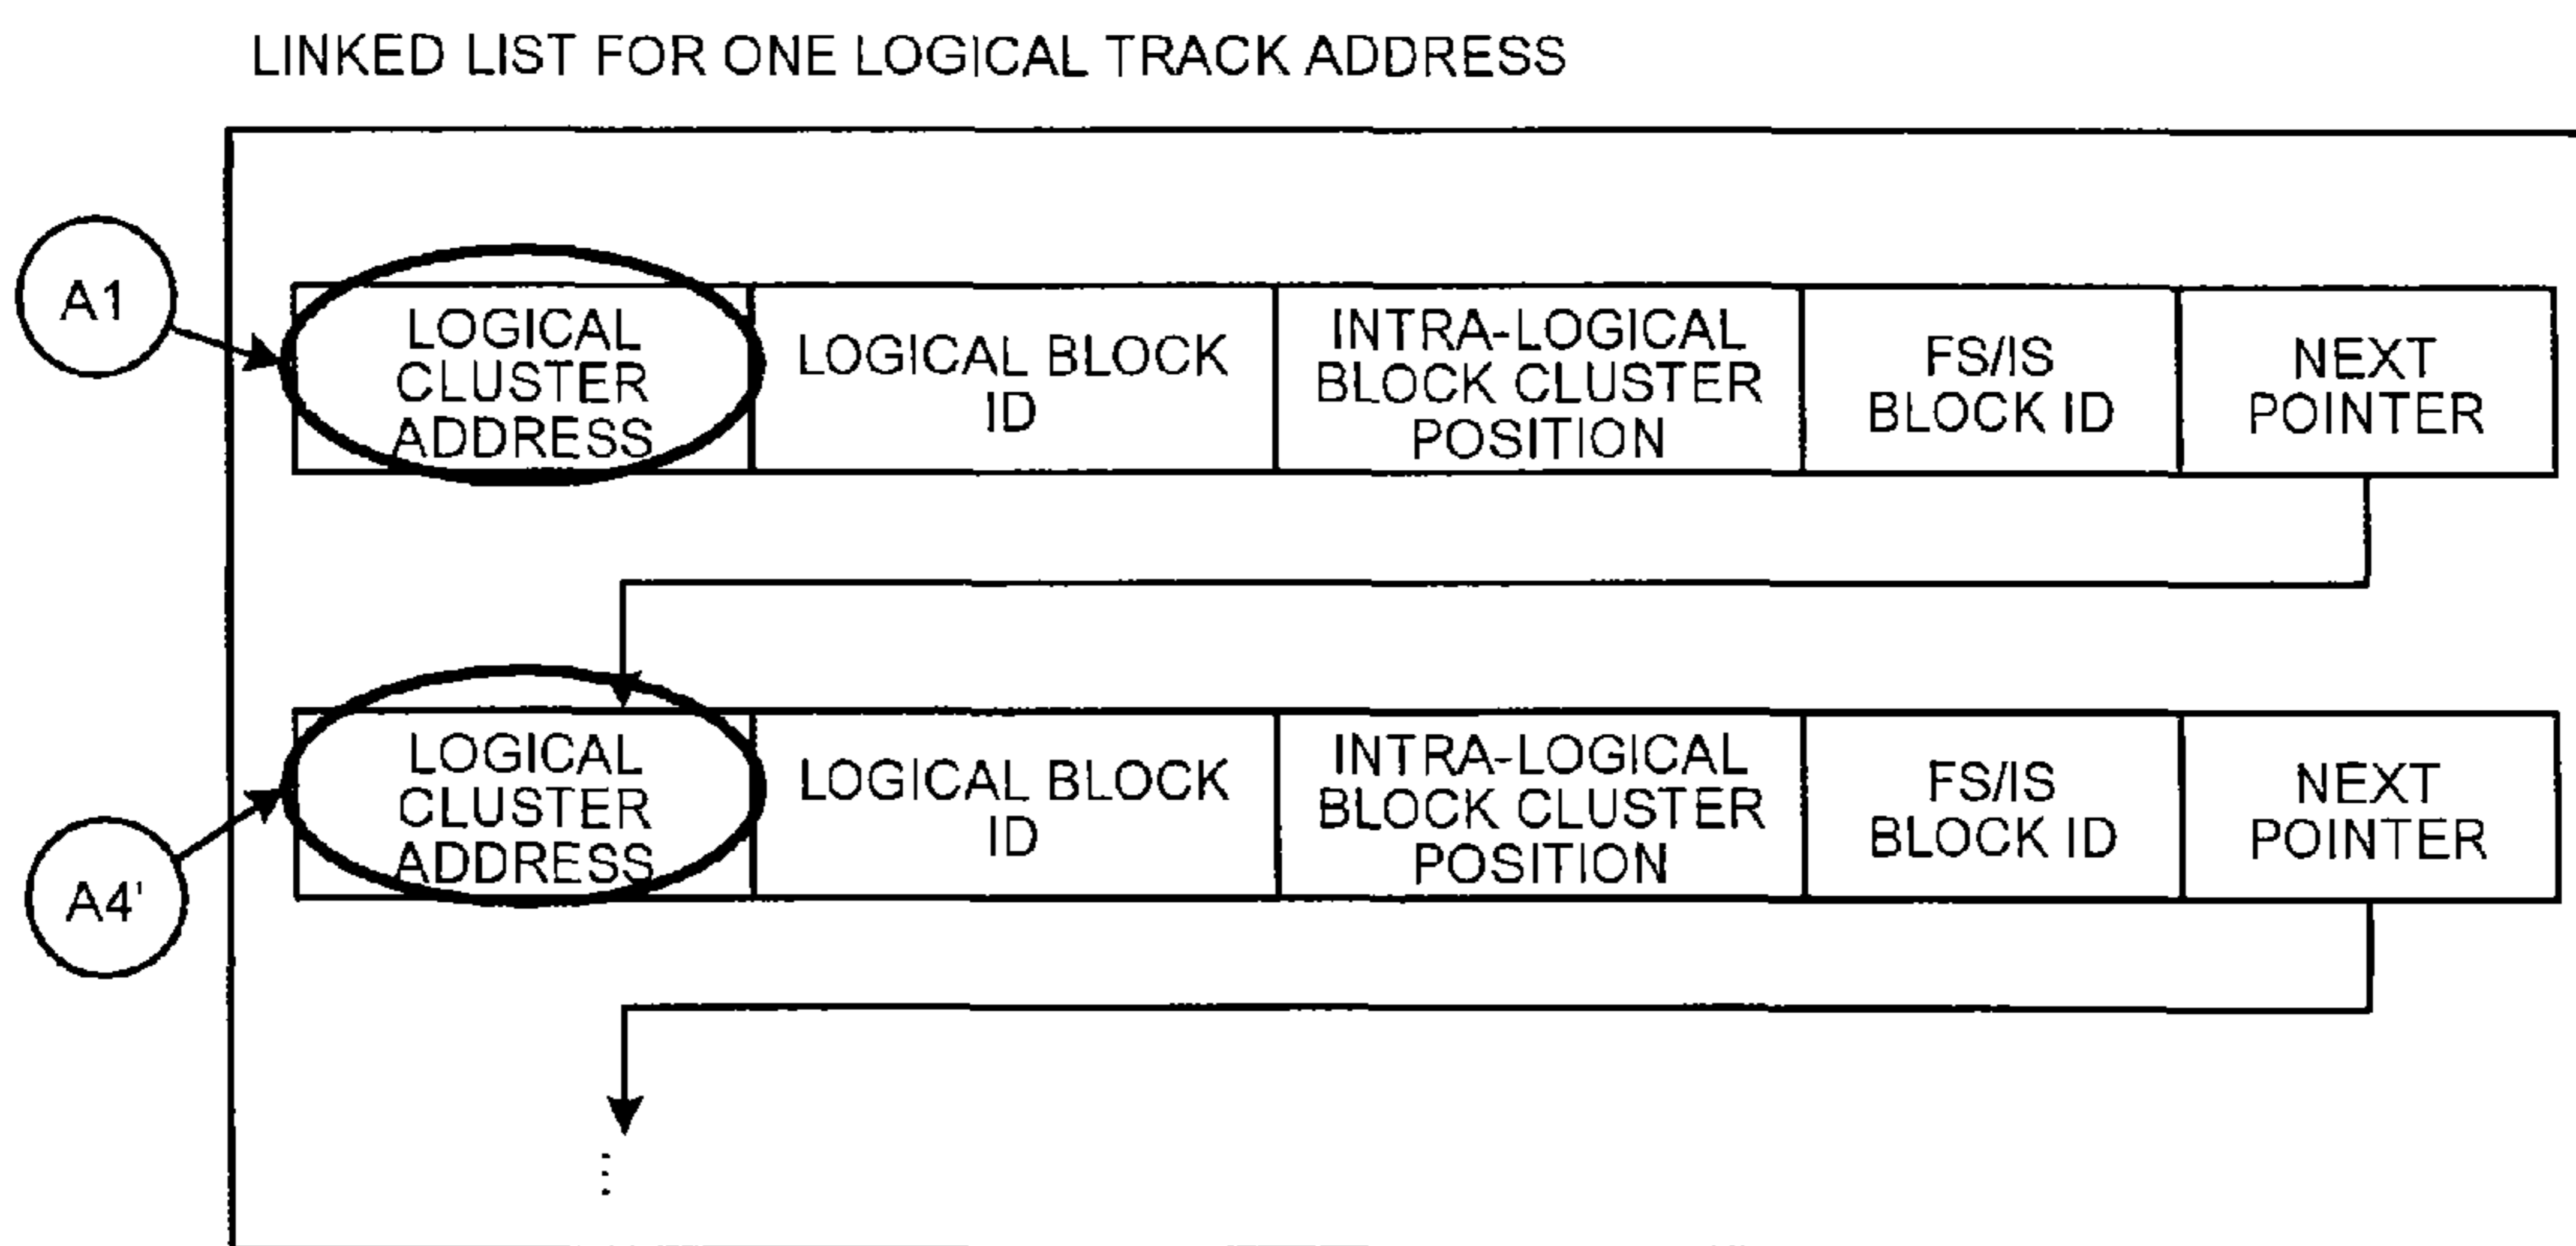 LINKED LIST FOR ONE LOGICAL TRACK ADDRESS
A1
LOGICAL
CLUSTER
ADDRESS
LOGICAL BLOCK
ID
INTRA-LOGICAL
BLOCK CLUSTER
POSITION
FS/IS
BLOCK ID
NEXT
POINTER
A4'
LOGICAL
CLUSTER
ADDRESS
LOGICAL BLOCK
ID
INTRA-LOGICAL
BLOCK CLUSTER
POSITION
FS/IS
BLOCK ID
NEXT
POINTER
⋮